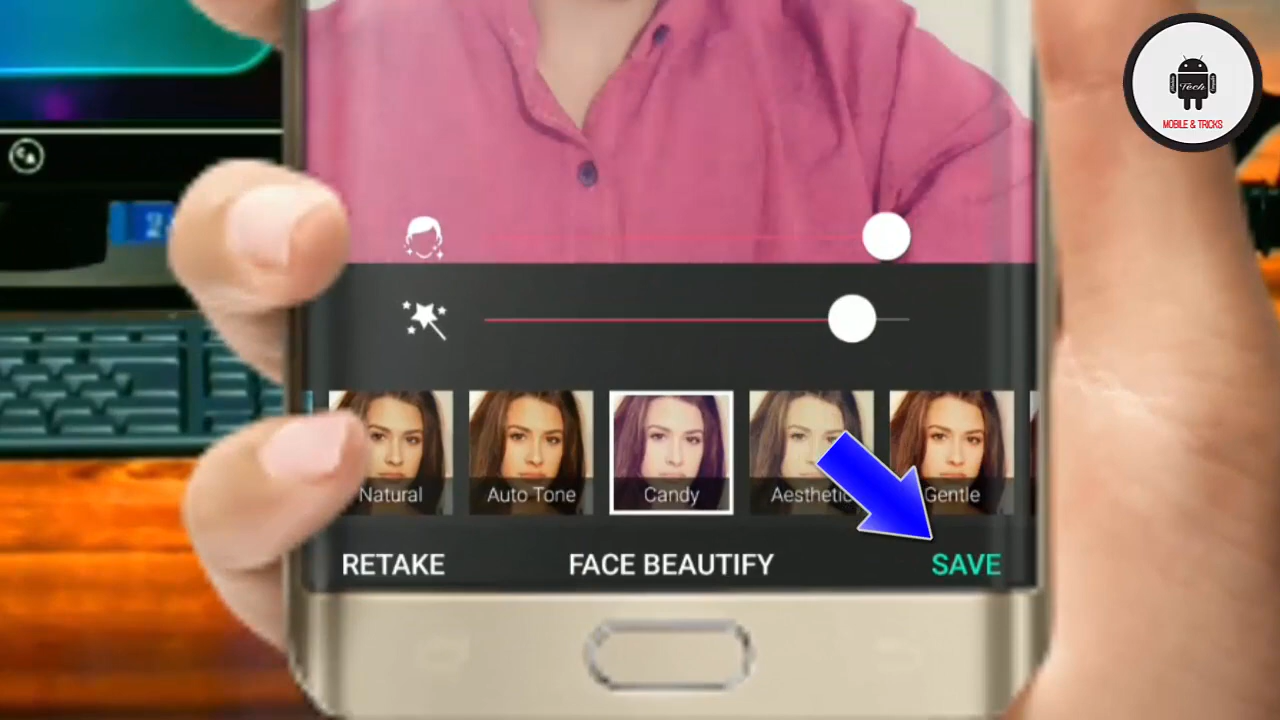 Tech
MOBILE & TRICKS
Natural
Auto Tone
Candy
Aesthetic
Gentle
RETAKE
FACE BEAUTIFY
SAVE